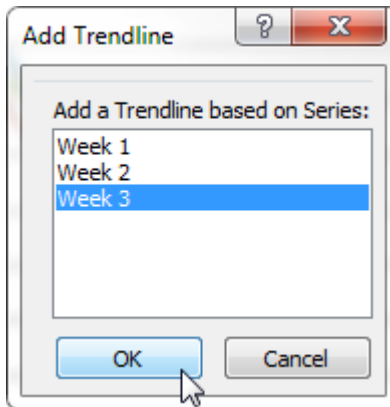 Add Trendline
Add a Trendline based on Series:
Week 1
Week 2
Week 3
OK
Cancel